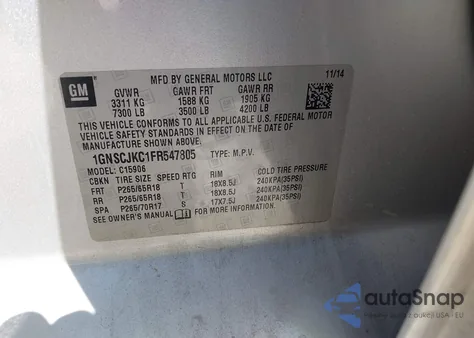 GM
MFD BY GENERAL MOTORS LLC 11/14
GVWR GAWR FRT GAWR RR
3311 KG 1588 KG 1905 KG
7300 LB 3500 LB 4200 LB
THIS VEHICLE CONFORMS TO ALL APPLICABLE U.S. FEDERAL MOTOR
VEHICLE SAFETY STANDARDS IN EFFECT ON THE DATE OF
MANUFACTURE SHOWN ABOVE.
1GNSCJKC1FR547805 TYPE: M.P.V.
MODEL: C15906
CBKN TIRE SIZE SPEED RTG RIM COLD TIRE PRESSURE
FRT P265/65R18 T 18X8.5J 240KPA(35PSI)
RR P265/65R18 T 18X8.5J 240KPA(35PSI)
SPA P265/70R17 S 17X7.5J 240KPA(35PSI)
SEE OWNER'S MANUAL FOR MORE INFORMATION.
autoSnap
aukcji USA - EU